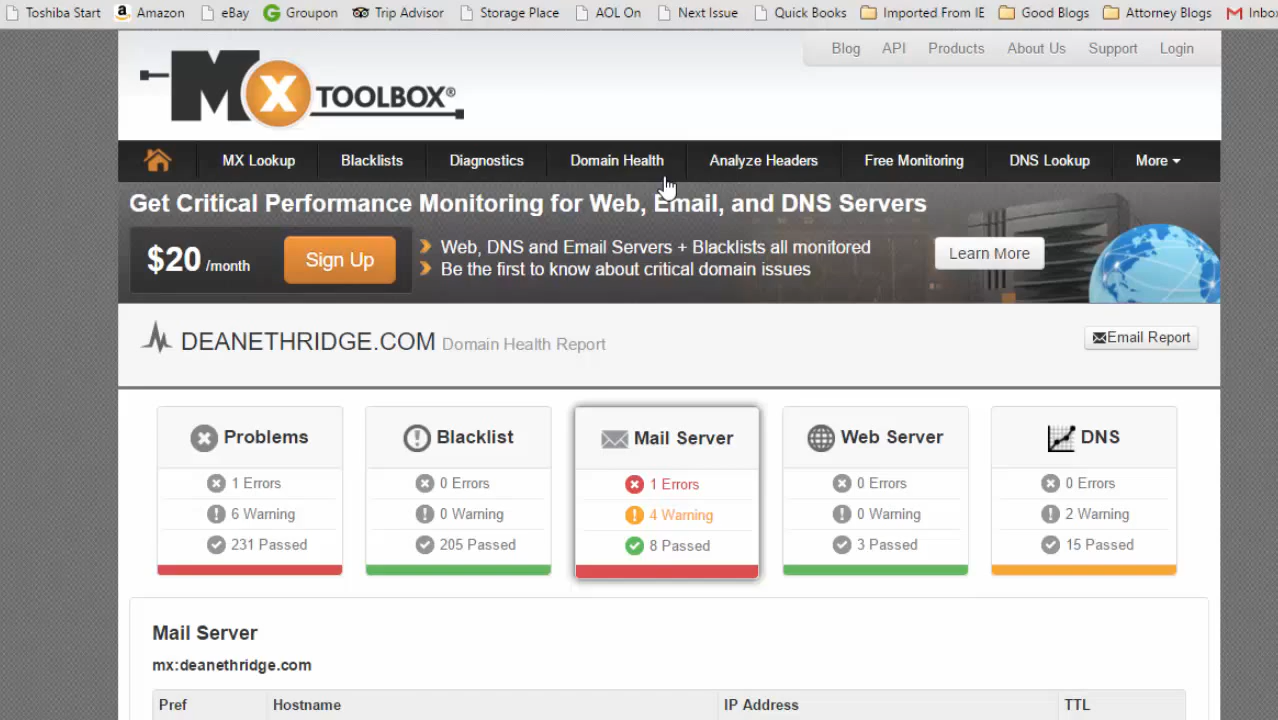 Toshiba Start Amazon eBay Groupon Trip Advisor Storage Place AOL On Next Issue Quick Books Imported From IE Good Blogs Attorney Blogs Inbo
Blog API Products About Us Support Login
MX TOOLBOX®
MX Lookup Blacklists Diagnostics Domain Health Analyze Headers Free Monitoring DNS Lookup More
Get Critical Performance Monitoring for Web, Email, and DNS Servers
$20 /month Sign Up
Web, DNS and Email Servers + Blacklists all monitored
Be the first to know about critical domain issues
Learn More
DEANETHRIDGE.COM Domain Health Report
Email Report
Problems
1 Errors
6 Warning
231 Passed
Blacklist
0 Errors
0 Warning
205 Passed
Mail Server
1 Errors
4 Warning
8 Passed
Web Server
0 Errors
0 Warning
3 Passed
DNS
0 Errors
2 Warning
15 Passed
Mail Server
mx:deanethridge.com
Pref Hostname IP Address TTL